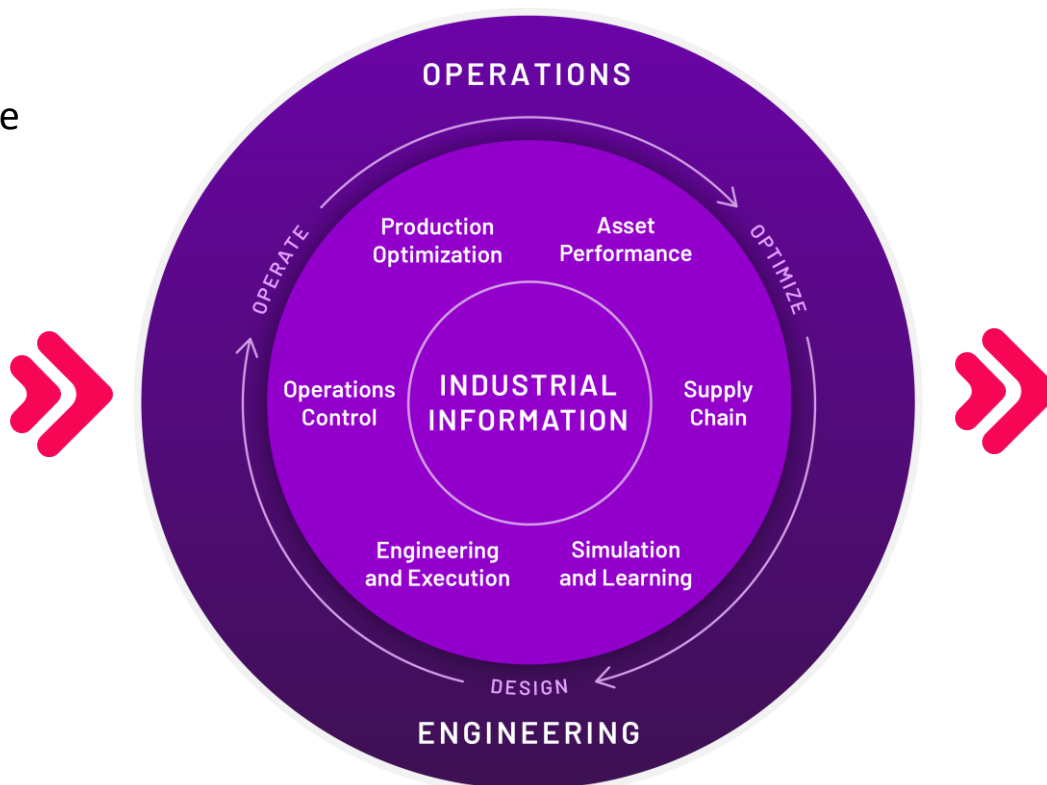 OPERATIONS
e
OPERATE
OPTIMIZE
Production
Optimization
Asset
Performance
Operations
Control
INDUSTRIAL
INFORMATION
Supply
Chain
Engineering
and Execution
Simulation
and Learning
DESIGN
ENGINEERING